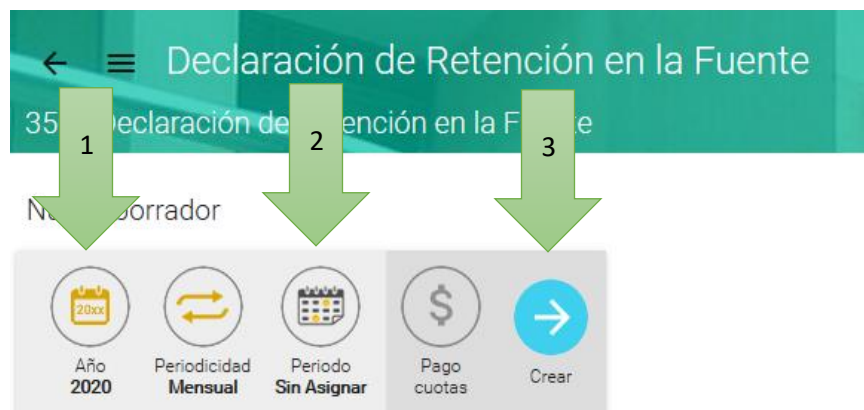 Declaración de Retención en la Fuente
35 eclaración de ención en la F e
1
2
3
N orrador
20xx
$
Año
2020
Periodicidad
Mensual
Periodo
Sin Asignar
Pago
cuotas
Crear